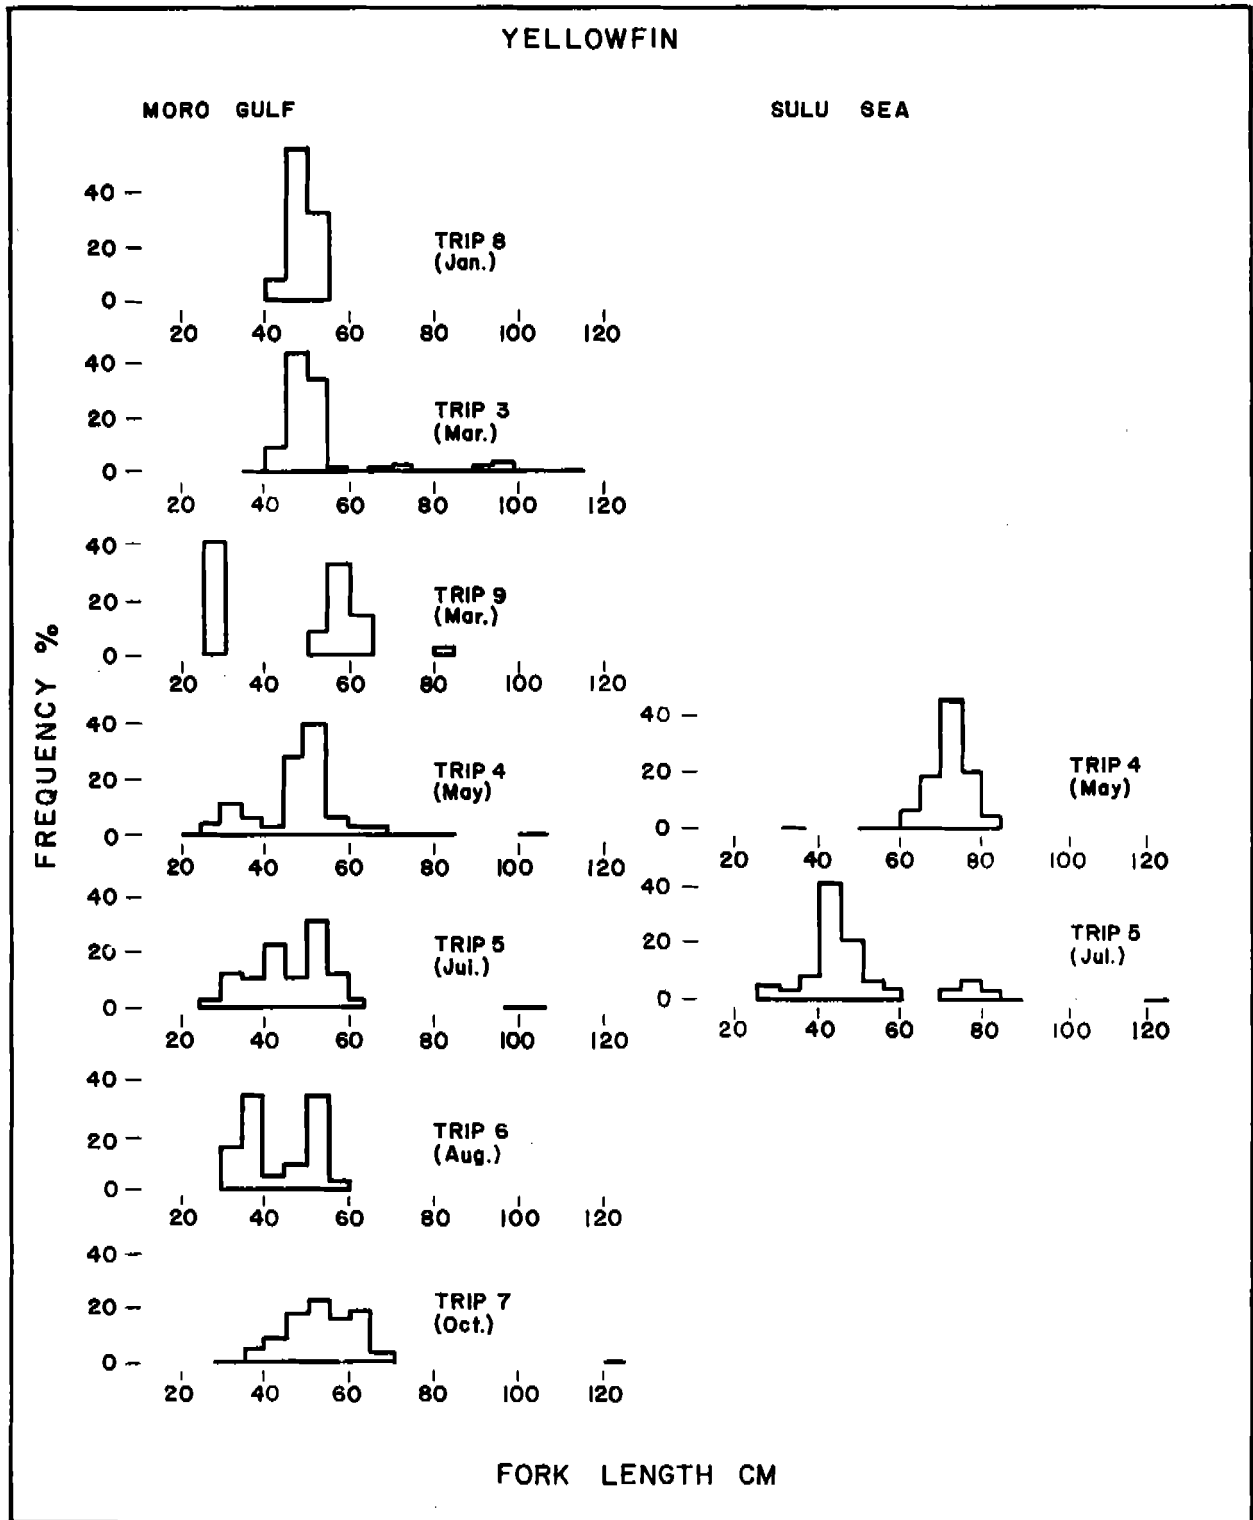 YELLOWFIN
MORO GULF
SULU SEA
FREQUENCY %
40
20
0
TRIP 8
(Jan.)
20 40 60 80 100 120
40
20
0
TRIP 3
(Mar.)
20 40 60 80 100 120
40
20
0
TRIP 9
(Mar.)
20 40 60 80 100 120
40
20
0
TRIP 4
(May)
20 40 60 80 100 120
40
20
0
TRIP 4
(May)
20 40 60 80 100 120
40
20
0
TRIP 5
(Jul.)
20 40 60 80 100 120
40
20
0
TRIP 5
(Jul.)
20 40 60 80 100 120
40
20
0
TRIP 6
(Aug.)
20 40 60 80 100 120
40
20
0
TRIP 7
(Oct.)
20 40 60 80 100 120
FORK LENGTH CM